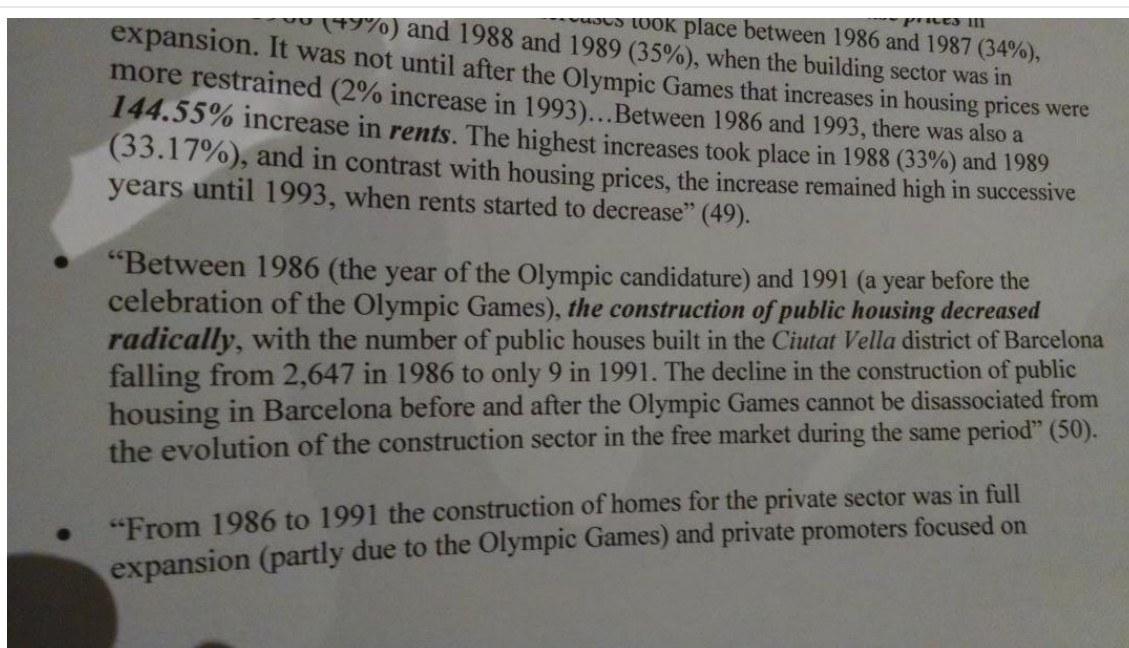 prices in
took place between 1986 and 1987 (34%),
(49%) and 1988 and 1989 (35%), when the building sector was in
expansion. It was not until after the Olympic Games that increases in housing prices were
more restrained (2% increase in 1993)…Between 1986 and 1993, there was also a
144.55% increase in rents. The highest increases took place in 1988 (33%) and 1989
(33.17%), and in contrast with housing prices, the increase remained high in successive
years until 1993, when rents started to decrease” (49).
• “Between 1986 (the year of the Olympic candidature) and 1991 (a year before the
celebration of the Olympic Games), the construction of public housing decreased
radically, with the number of public houses built in the Ciutat Vella district of Barcelona
falling from 2,647 in 1986 to only 9 in 1991. The decline in the construction of public
housing in Barcelona before and after the Olympic Games cannot be disassociated from
the evolution of the construction sector in the free market during the same period” (50).
• “From 1986 to 1991 the construction of homes for the private sector was in full
expansion (partly due to the Olympic Games) and private promoters focused on